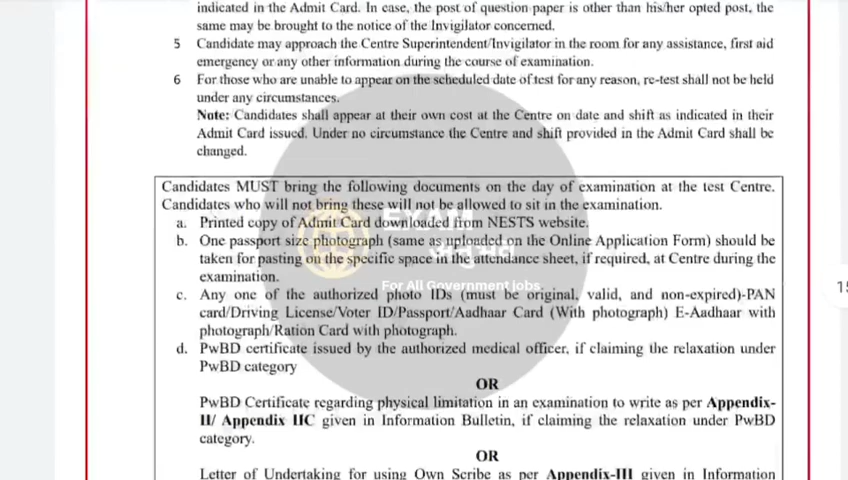 indicated in the Admit Card. In case, the post of question paper is other than his/her opted post, the
same may be brought to the notice of the Invigilator concerned.
5 Candidate may approach the Centre Superintendent/Invigilator in the room for any assistance, first aid
emergency or any other information during the course of examination.
6 For those who are unable to appear on the scheduled date of test for any reason, re-test shall not be held
under any circumstances.
Note: Candidates shall appear at their own cost at the Centre on date and shift as indicated in their
Admit Card issued. Under no circumstance the Centre and shift provided in the Admit Card shall be
changed.
Candidates MUST bring the following documents on the day of examination at the test Centre.
Candidates who will not bring these will not be allowed to sit in the examination.
a. Printed copy of Admit Card downloaded from NESTS website.
b. One passport size photograph (same as uploaded on the Online Application Form) should be
taken for pasting on the specific space in the attendance sheet, if required, at Centre during the
examination.
EXAM
For All Government jobs
c. Any one of the authorized photo IDs (must be original, valid, and non-expired)-PAN
card/Driving License/Voter ID/Passport/Aadhaar Card (With photograph) E-Aadhaar with
photograph/Ration Card with photograph.
d. PwBD certificate issued by the authorized medical officer, if claiming the relaxation under
PwBD category
OR
PwBD Certificate regarding physical limitation in an examination to write as per Appendix-
II/ Appendix IIC given in Information Bulletin, if claiming the relaxation under PwBD
category.
OR
Letter of Undertaking for using Own Scribe as per Appendix-III given in Information